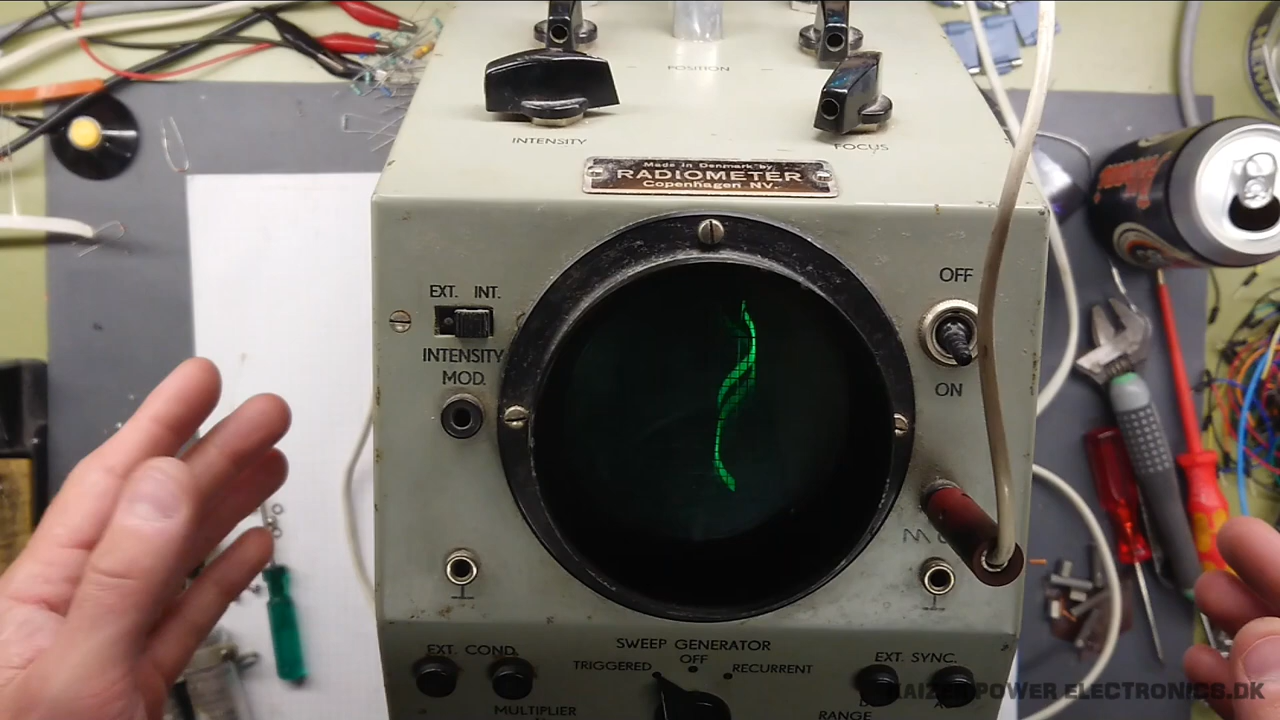 POSITION
INTENSITY
FOCUS
Made in Denmark by
RADIOMETER
Copenhagen NV.
EXT. INT.
INTENSITY
MOD.
OFF
ON
SWEEP GENERATOR
EXT. COND.
TRIGGERED
OFF
RECURRENT
EXT. SYNC.
MULTIPLIER
RANGE
KAIZER POWER ELECTRONICS.DK